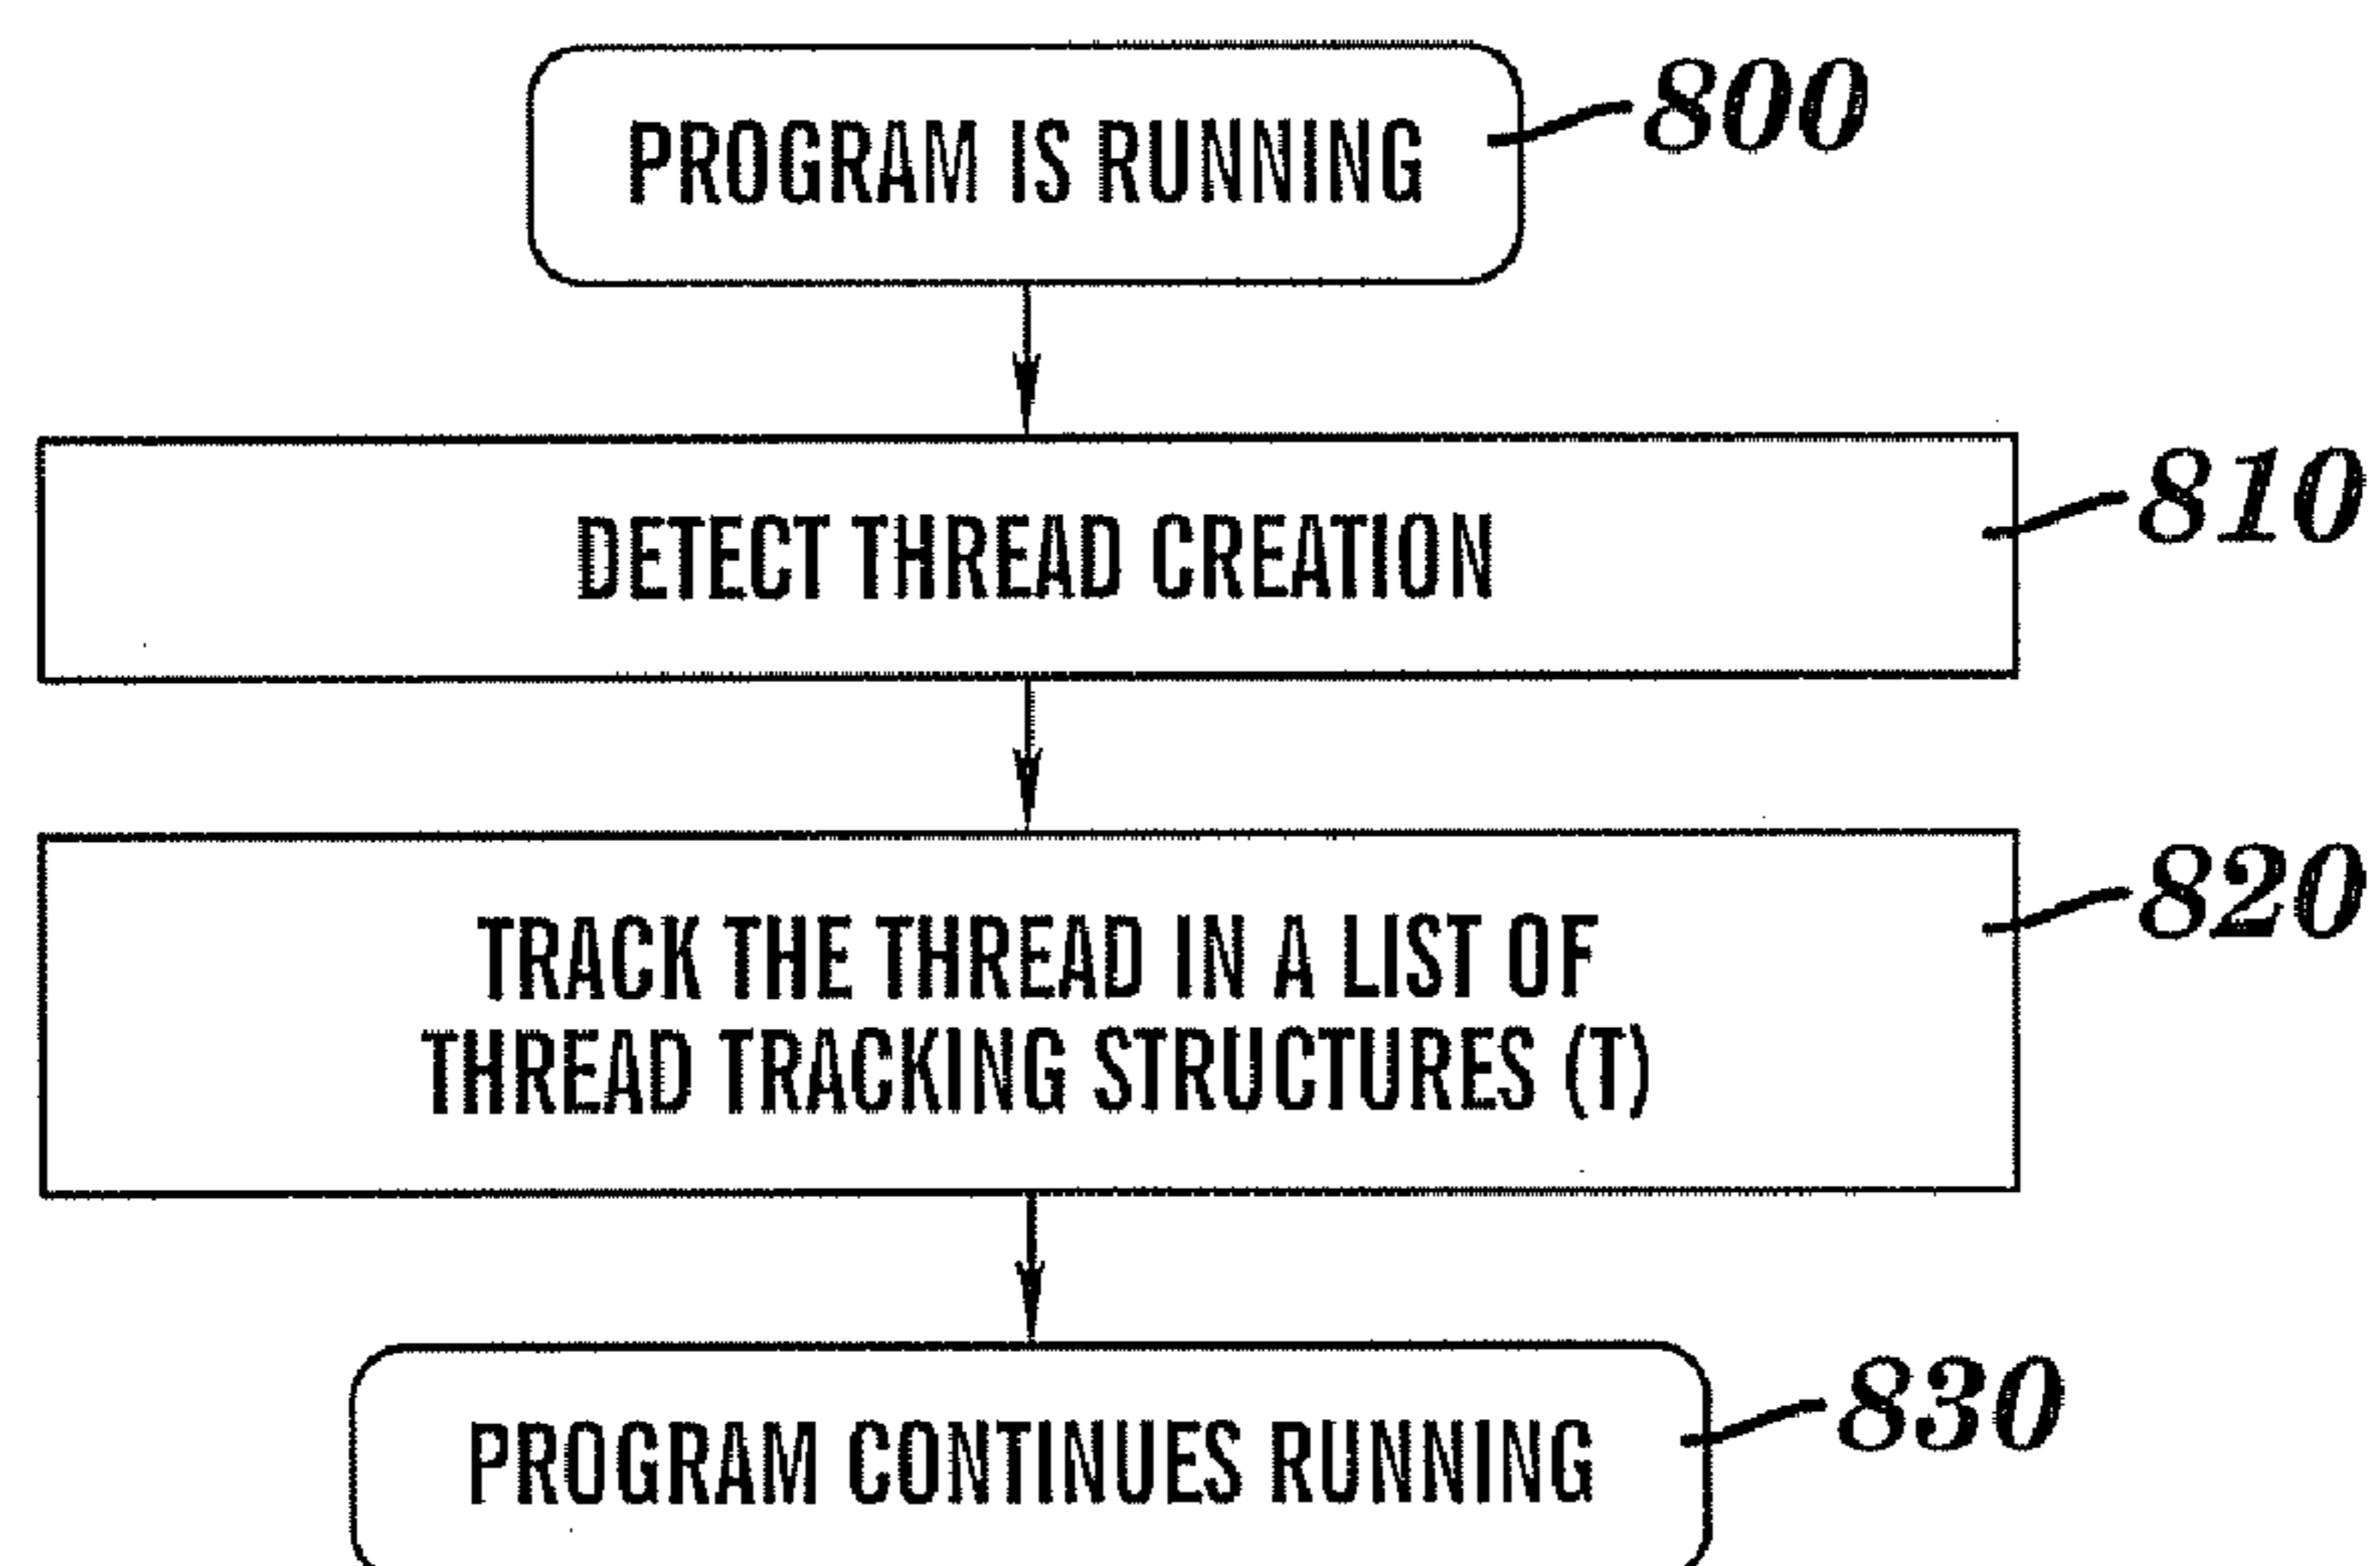 PROGRAM IS RUNNING
800
DETECT THREAD CREATION
810
TRACK THE THREAD IN A LIST OF
THREAD TRACKING STRUCTURES (T)
820
PROGRAM CONTINUES RUNNING
830